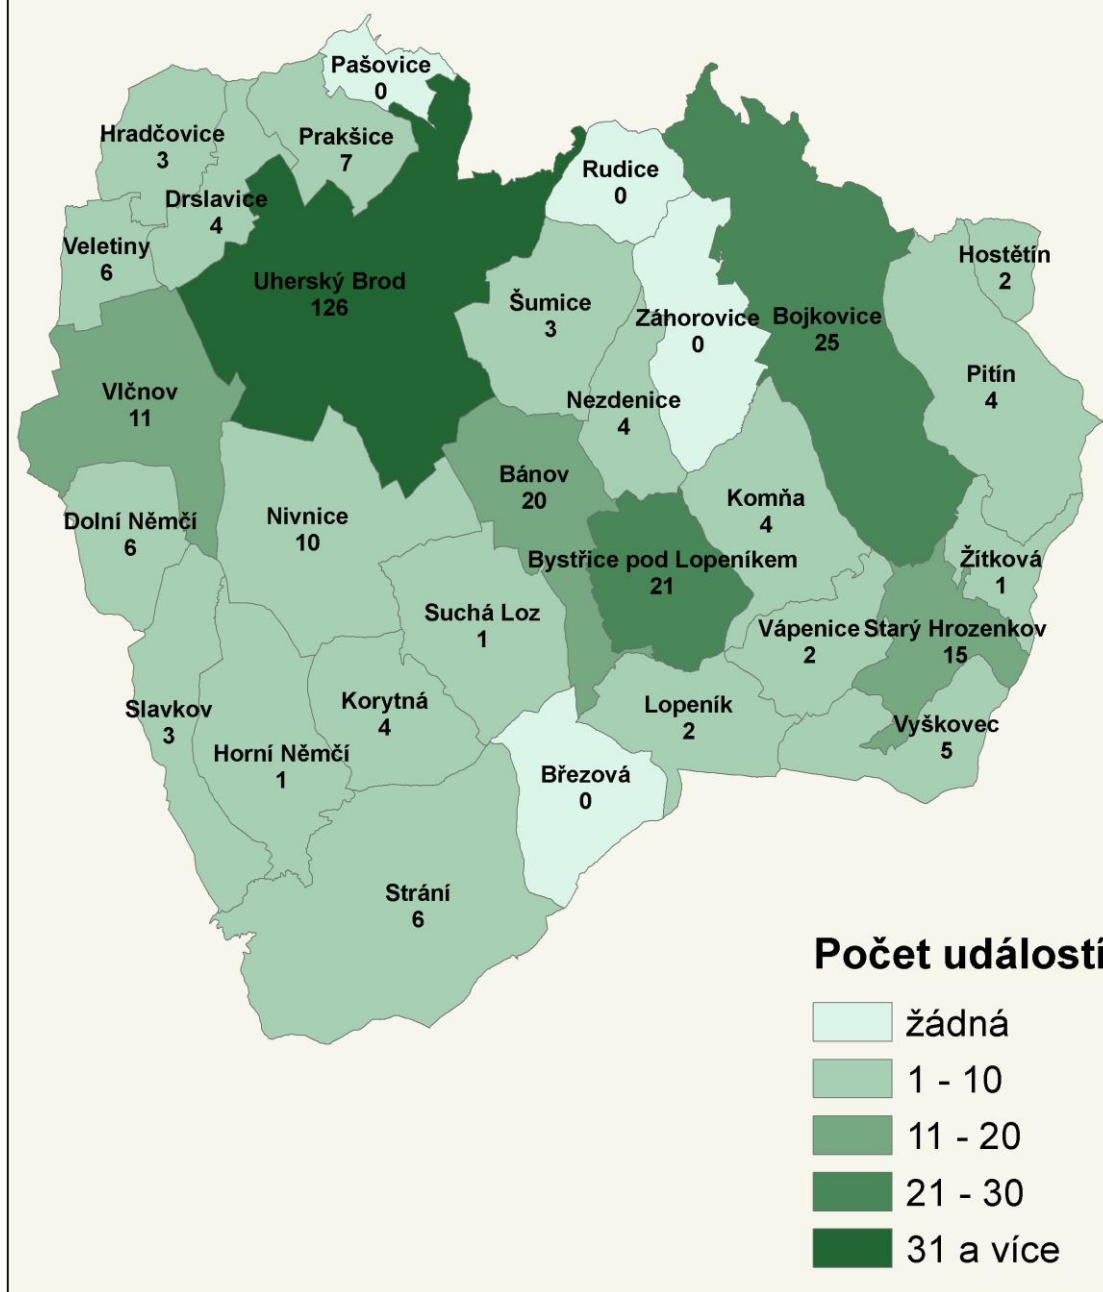 Pašovice
0
Hradčovice
3
Prakšice
7
Rudice
0
Drslavice
4
Veletiny
6
Hostětín
2
Uherský Brod
126
Šumice
3
Záhorovice
0
Bojkovice
25
Pitín
4
Vlčnov
11
Nezdenice
4
Bánov
20
Komňa
4
Nivnice
10
Dolní Němčí
6
Bystřice pod Lopeníkem
21
Žítková
1
Suchá Loz
1
Vápenice
2
Starý Hrozenkov
15
Korytná
4
Lopeník
2
Slavkov
3
Vyškovec
5
Horní Němčí
1
Březová
0
Strání
6
Počet událostí
žádná
1 - 10
11 - 20
21 - 30
31 a více